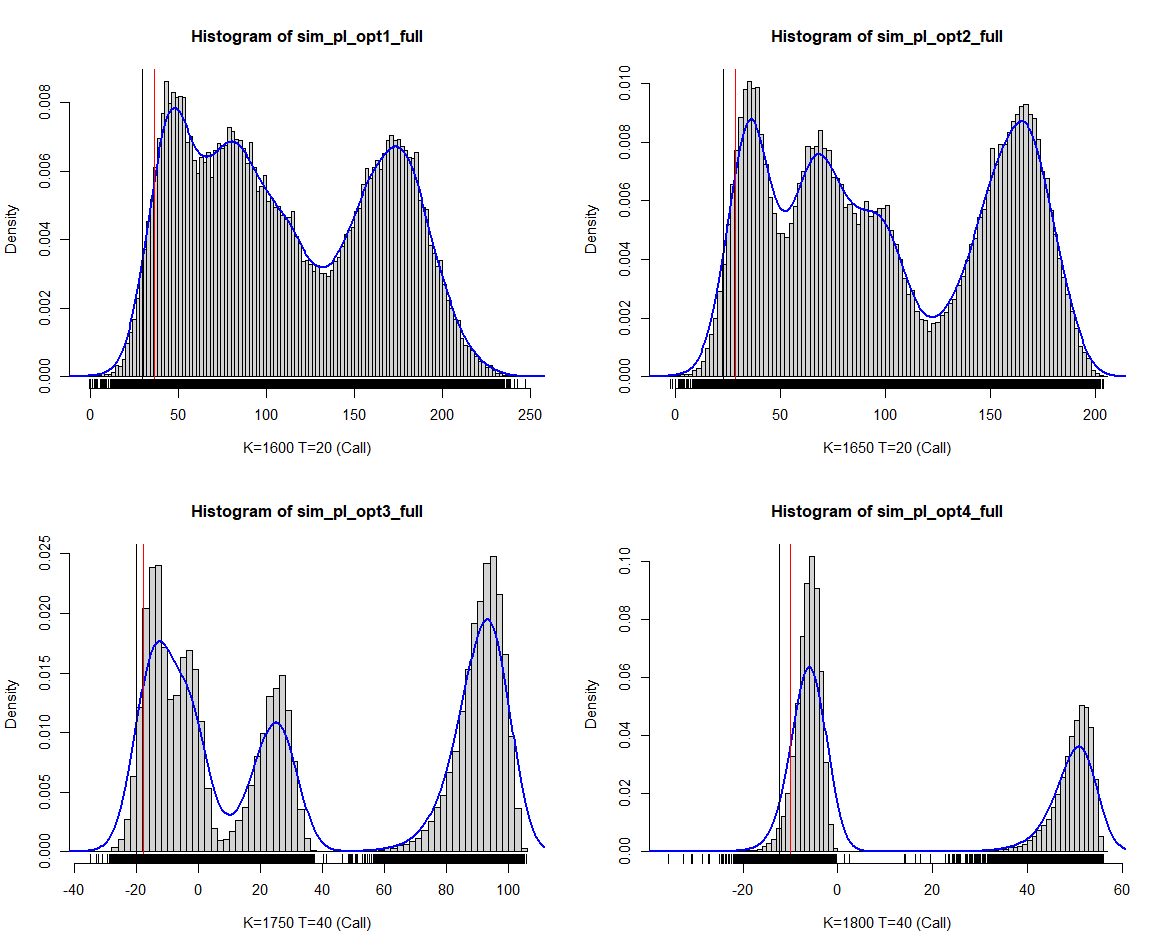 Histogram of sim_pl_opt1_full
Density
0.000 0.002 0.004 0.006 0.008
0 50 100 150 200 250
K=1600 T=20 (Call)
Histogram of sim_pl_opt2_full
Density
0.000 0.002 0.004 0.006 0.008 0.010
0 50 100 150 200
K=1650 T=20 (Call)
Histogram of sim_pl_opt3_full
Density
0.000 0.005 0.010 0.015 0.020 0.025
-40 -20 0 20 40 60 80 100
K=1750 T=40 (Call)
Histogram of sim_pl_opt4_full
Density
0.00 0.02 0.04 0.06 0.08 0.10
-20 0 20 40 60
K=1800 T=40 (Call)